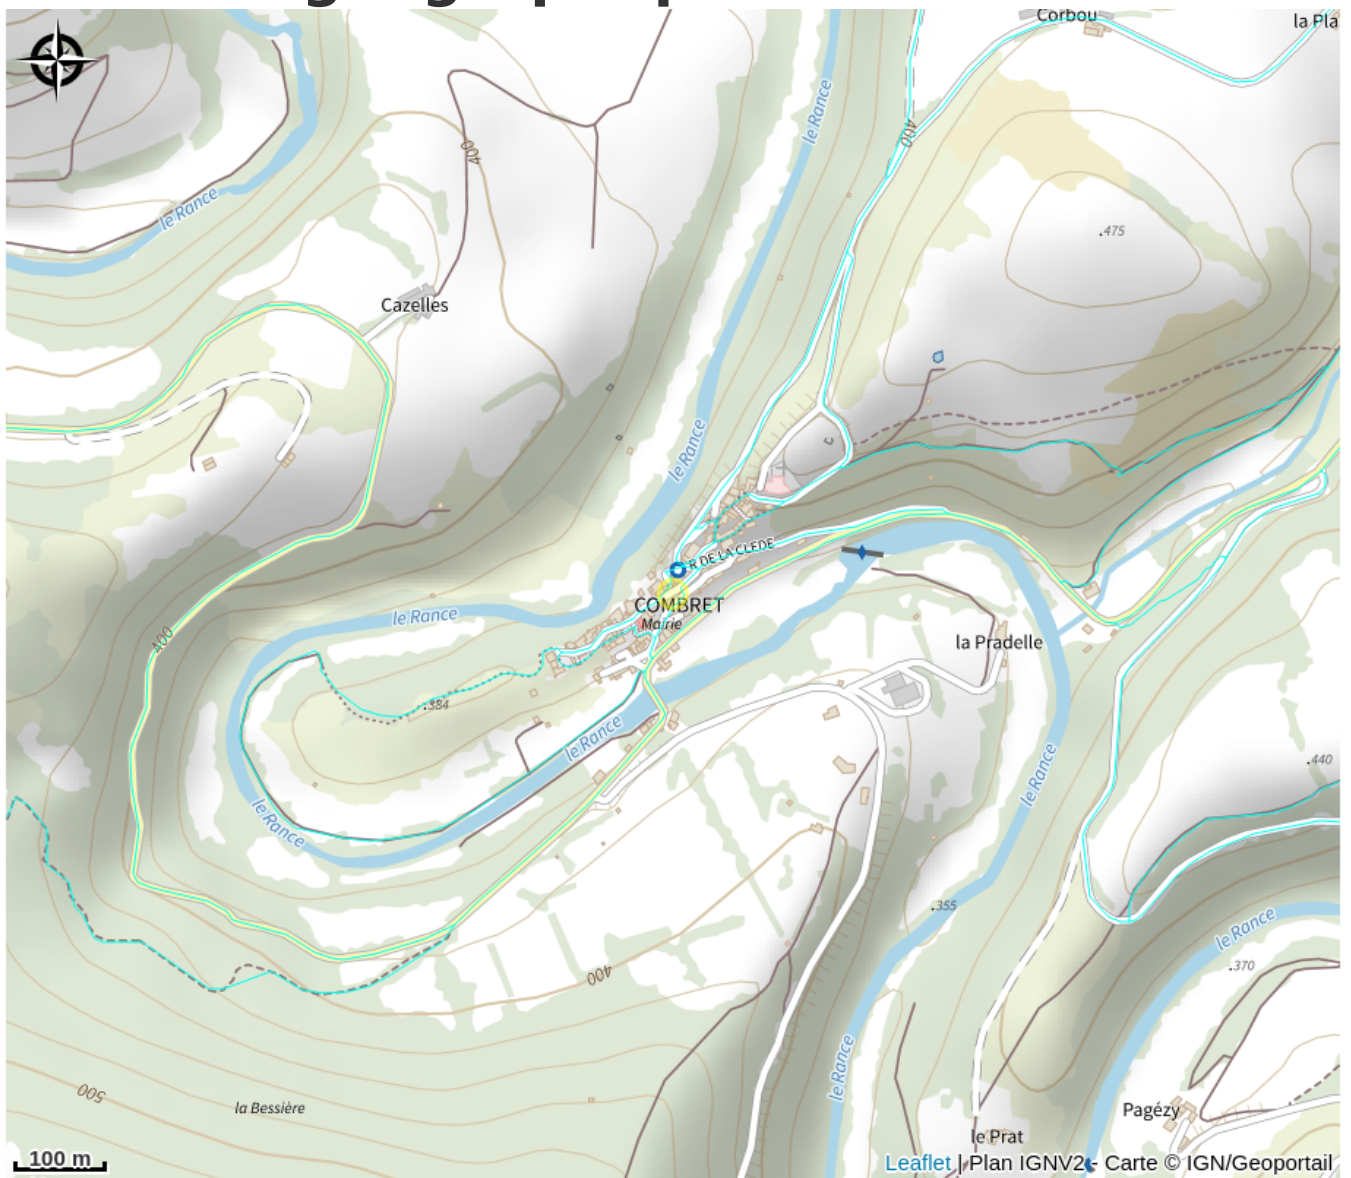 Corbou
la Pla
le Rance
400
400
le Rance
.475
Cazelles
le Rance
R DE LA CLEDE
COMBRET
Mairie
le Rance
400
la Pradelle
.384
le Rance
le Rance
.440
le Rance
.355
le Rance
.370
400
le Rance
500
la Bessière
Pagézy
le Prat
100 m
Leaflet | Plan IGNV2 - Carte © IGN/Geoportail